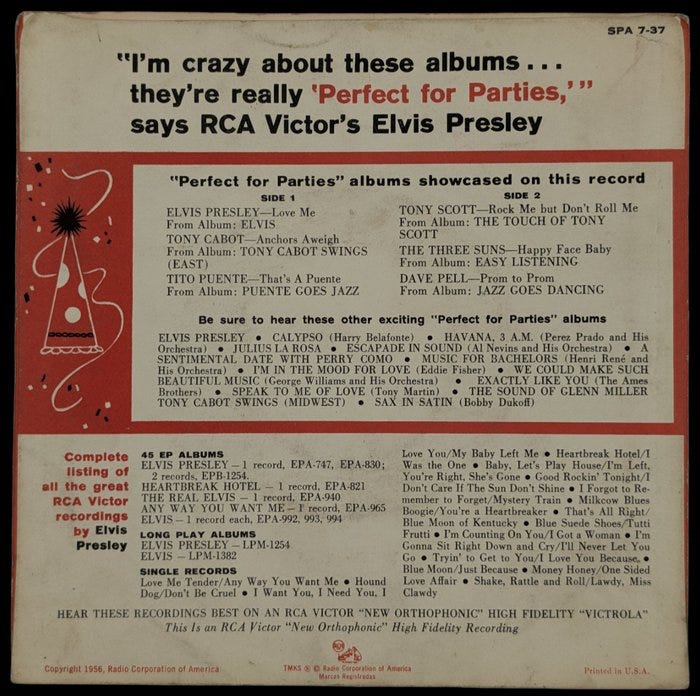 SPA 7-37
"I'm crazy about these albums . . .
they're really 'Perfect for Parties,' "
says RCA Victor's Elvis Presley
"Perfect for Parties" albums showcased on this record
SIDE 1
ELVIS PRESLEY—Love Me
From Album: ELVIS
TONY CABOT—Anchors Aweigh
From Album: TONY CABOT SWINGS
(EAST)
TITO PUENTE—That's A Puente
From Album: PUENTE GOES JAZZ
SIDE 2
TONY SCOTT—Rock Me but Don't Roll Me
From Album: THE TOUCH OF TONY
SCOTT
THE THREE SUNS—Happy Face Baby
From Album: EASY LISTENING
DAVE PELL—Prom to Prom
From Album: JAZZ GOES DANCING
Be sure to hear these other exciting "Perfect for Parties" albums
ELVIS PRESLEY • CALYPSO (Harry Belafonte) • HAVANA, 3 A.M. (Perez Prado and His
Orchestra) • JULIUS LA ROSA • ESCAPADE IN SOUND (Al Nevins and His Orchestra) • A
SENTIMENTAL DATE WITH PERRY COMO • MUSIC FOR BACHELORS (Henri René and
His Orchestra) • I'M IN THE MOOD FOR LOVE (Eddie Fisher) • WE COULD MAKE SUCH
BEAUTIFUL MUSIC (George Williams and His Orchestra) • EXACTLY LIKE YOU (The Ames
Brothers) • SPEAK TO ME OF LOVE (Tony Martin) • THE SOUND OF GLENN MILLER
TONY CABOT SWINGS (MIDWEST) • SAX IN SATIN (Bobby Dukoff)
Complete
listing of
all the great
RCA Victor
recordings
by Elvis
Presley
45 EP ALBUMS
ELVIS PRESLEY — 1 record, EPA-747, EPA-830;
2 records, EPB-1254.
HEARTBREAK HOTEL — 1 record, EPA-821
THE REAL ELVIS — 1 record, EPA-940
ANY WAY YOU WANT ME — 1 record, EPA-965
ELVIS — 1 record each, EPA-992, 993, 994
LONG PLAY ALBUMS
ELVIS PRESLEY — LPM-1254
ELVIS — LPM-1382
SINGLE RECORDS
Love Me Tender/Any Way You Want Me • Hound
Dog/Don't Be Cruel • I Want You, I Need You, I
Love You/My Baby Left Me • Heartbreak Hotel/I
Was the One • Baby, Let's Play House/I'm Left,
You're Right, She's Gone • Good Rockin' Tonight/I
Don't Care If The Sun Don't Shine • I Forgot to Re-
member to Forget/Mystery Train • Milkcow Blues
Boogie/You're a Heartbreaker • That's All Right/
Blue Moon of Kentucky • Blue Suede Shoes/Tutti
Frutti • I'm Counting On You/I Got a Woman • I'm
Gonna Sit Right Down and Cry/I'll Never Let You
Go • Tryin' to Get to You/I Love You Because, •
Blue Moon/Just Because • Money Honey/One Sided
Love Affair • Shake, Rattle and Roll/Lawdy, Miss
Clawdy
HEAR THESE RECORDINGS BEST ON AN RCA VICTOR "NEW ORTHOPHONIC" HIGH FIDELITY "VICTROLA"
This Is an RCA Victor "New Orthophonic" High Fidelity Recording
Copyright 1956, Radio Corporation of America
RCA
TMKS ® © Radio Corporation of America
Marcas Registradas
Printed in U.S.A.